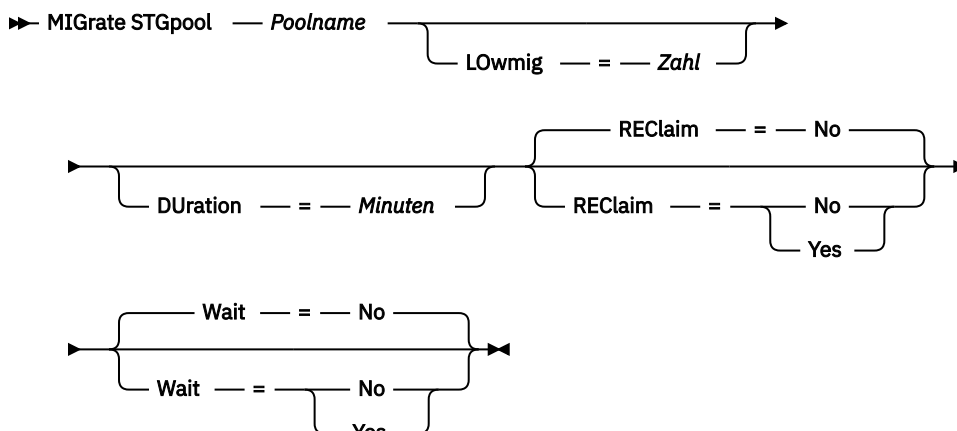 MIGrate STGpool Poolname
LOwmig = Zahl
REClaim = No
DUration = Minuten REClaim = No
Yes
Wait = No
Wait = No
Yes